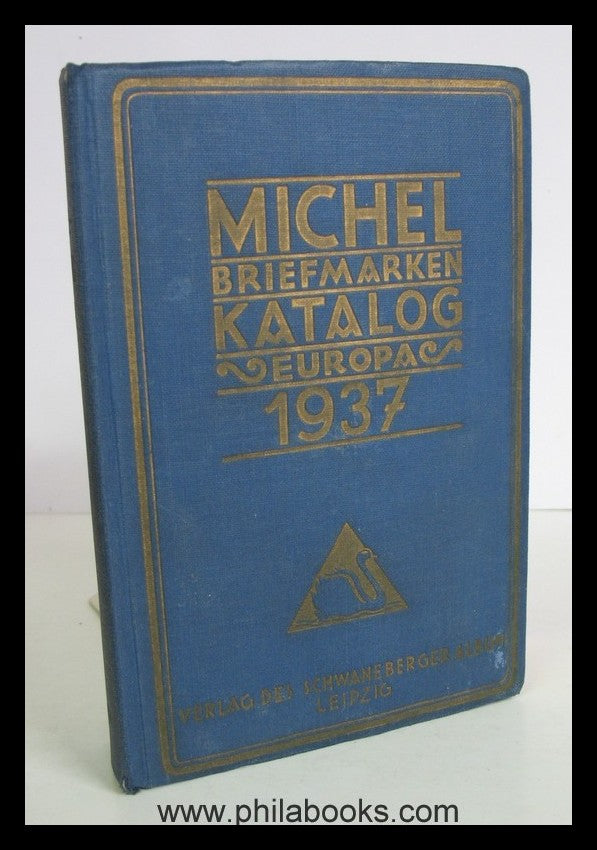 MICHEL
BRIEFMARKEN
KATALOG
EUROPA
1937
VERLAG DES SCHWANEBERGER ALBUM
LEIPZIG
www.philabooks.com